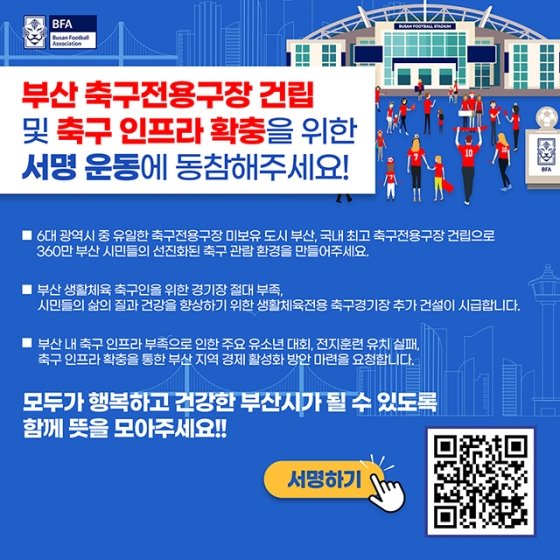 BFA
Busan Football
Association
BUSAN FOOTBALL STADIUM
부산 축구전용구장 건립
및 축구 인프라 확충을 위한
서명 운동에 동참해주세요!
BFA
■ 6대 광역시 중 유일한 축구전용구장 미보유 도시 부산, 국내 최고 축구전용구장 건립으로
360만 부산 시민들의 선진화된 축구 관람 환경을 만들어주세요.
■ 부산 생활체육 축구인을 위한 경기장 절대 부족,
시민들의 삶의 질과 건강을 향상하기 위한 생활체육전용 축구경기장 추가 건설이 시급합니다.
■ 부산 내 축구 인프라 부족으로 인한 주요 유소년 대회, 전지훈련 유치 실패,
축구 인프라 확충을 통한 부산 지역 경제 활성화 방안 마련을 요청합니다.
모두가 행복하고 건강한 부산시가 될 수 있도록
함께 뜻을 모아주세요!!
서명하기